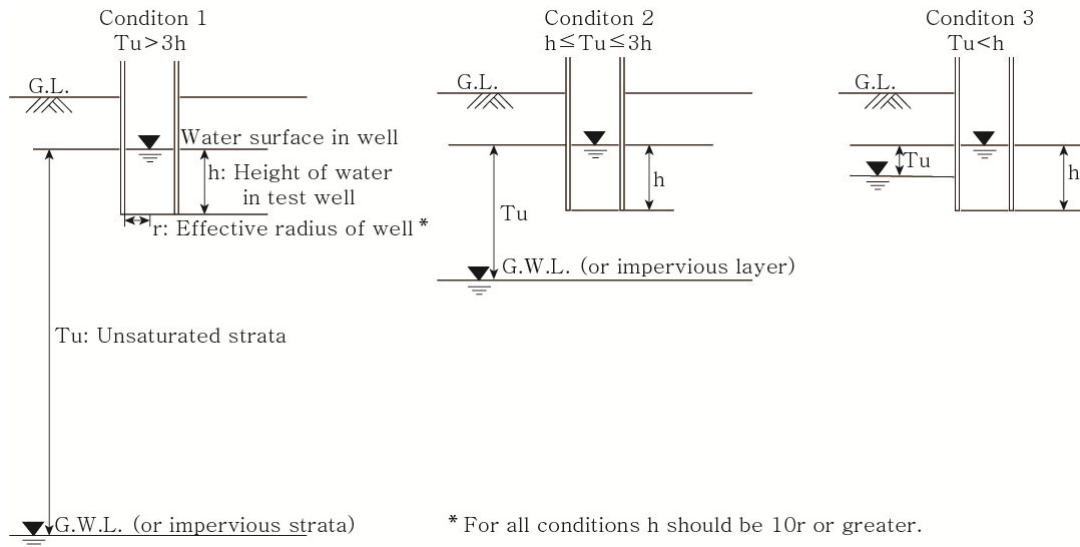 Conditon 1
Tu>3h
G.L.
Water surface in well
h: Height of water
in test well
r: Effective radius of well *
Tu: Unsaturated strata
G.W.L. (or impervious strata)
Conditon 2
h≤Tu≤3h
G.L.
h
Tu
G.W.L. (or impervious layer)
Conditon 3
Tu<h
G.L.
Tu
h
* For all conditions h should be 10r or greater.